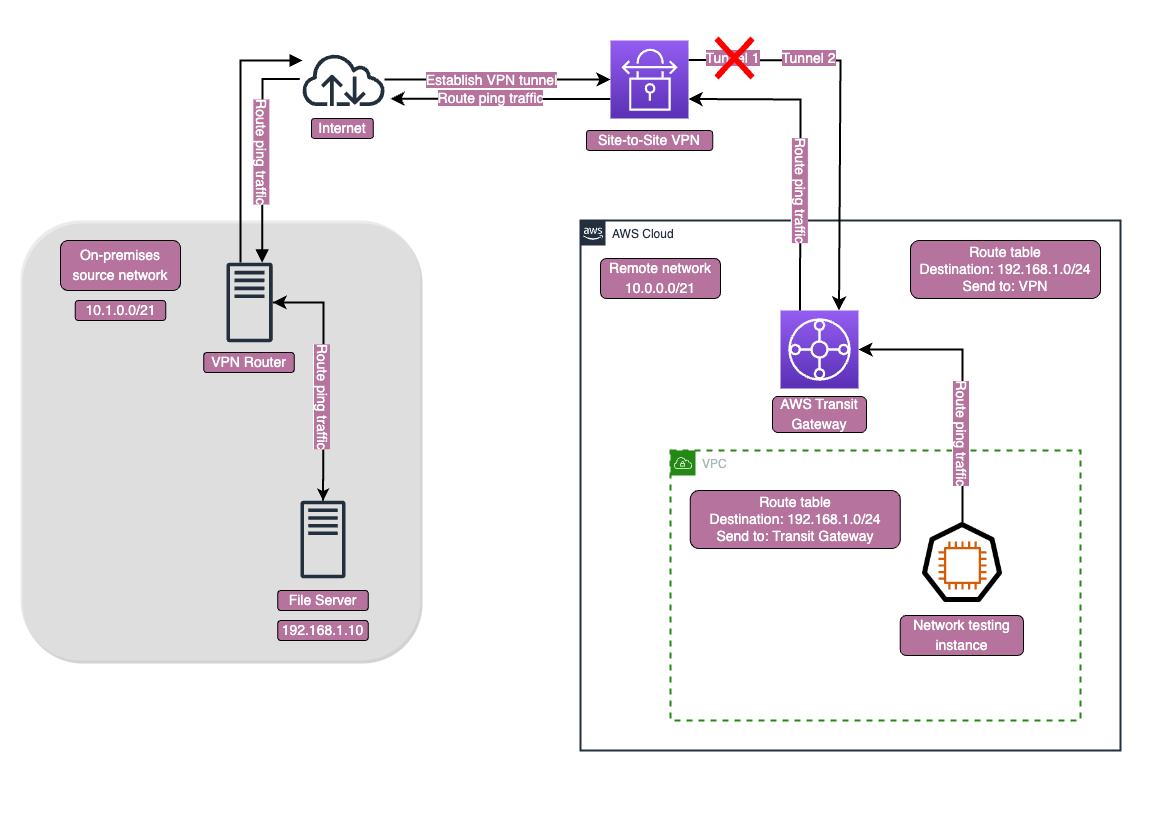 Tunnel 1
Tunnel 2
Establish VPN tunnel
Route ping traffic
Internet
Site-to-Site VPN
Route ping traffic
Route ping traffic
On-premises
source network
10.1.0.0/21
VPN Router
Route ping traffic
File Server
192.168.1.10
aws
AWS Cloud
Remote network
10.0.0.0/21
Route table
Destination: 192.168.1.0/24
Send to: VPN
AWS Transit
Gateway
Route ping traffic
VPC
Route table
Destination: 192.168.1.0/24
Send to: Transit Gateway
Network testing
instance